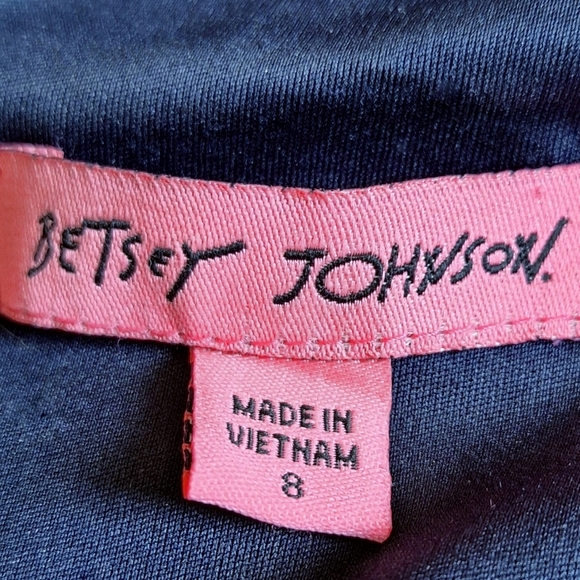 BETSEY JOHNSON.
MADE IN
VIETNAM
8